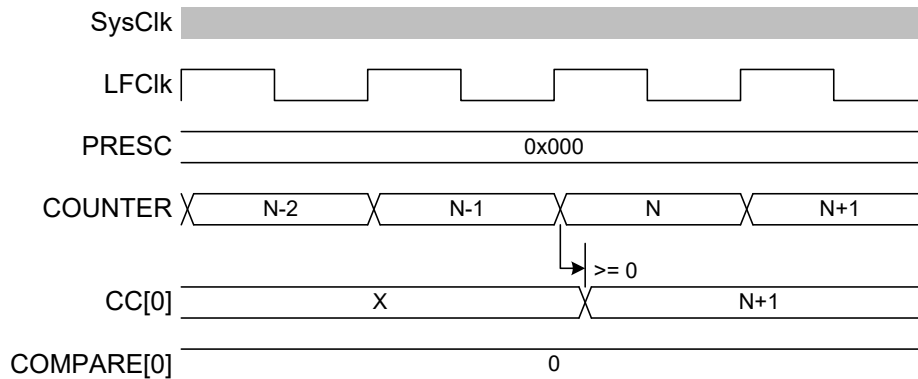 SysClk
LFClk
PRESC 0x000
COUNTER N-2 N-1 N N+1
>= 0
CC[0] X N+1
COMPARE[0] 0